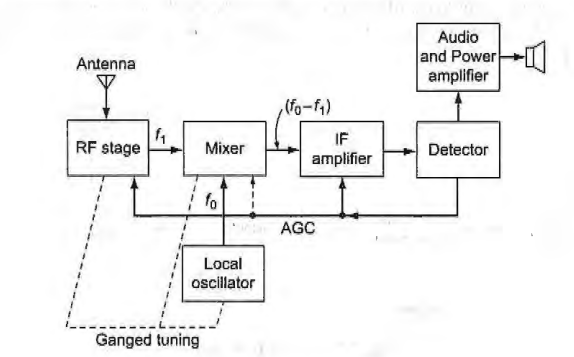 Audio
and Power
amplifier
Antenna
(f₀–f₁)
RF stage
f₁
Mixer
IF
amplifier
Detector
f₀
AGC
Local
oscillator
Ganged tuning